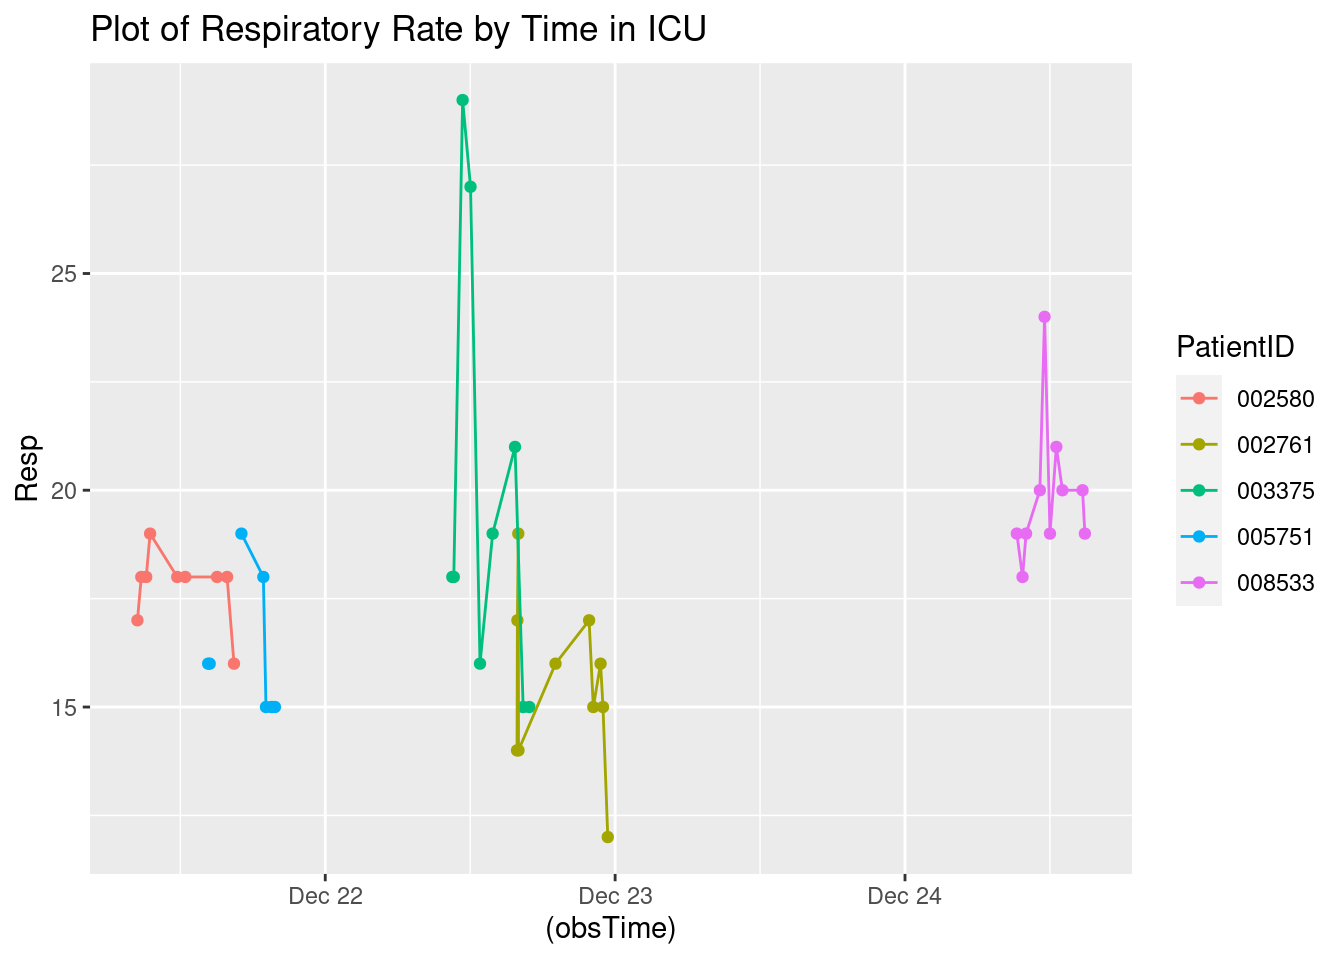 Plot of Respiratory Rate by Time in ICU
Resp
25
20
15
Dec 22
Dec 23
Dec 24
(obsTime)
PatientID
002580
002761
003375
005751
008533